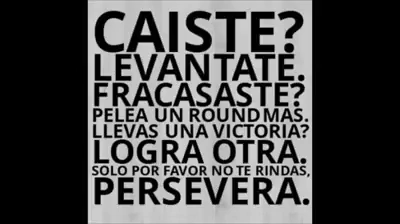 CAISTE?
LEVANTATE.
FRACASASTE?
PELEA UN ROUND MAS.
LLEVAS UNA VICTORIA?
LOGRA OTRA.
SOLO POR FAVOR NO TE RINDAS,
PERSEVERA.